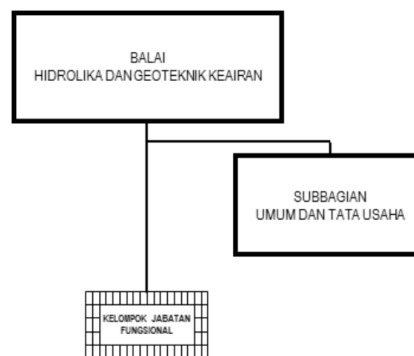 BALAI
HIDROLIKA DAN GEOTEKNIK KEAIRAN
SUBBAGIAN
UMUM DAN TATA USAHA
KELOMPOK JABATAN
FUNGSIONAL